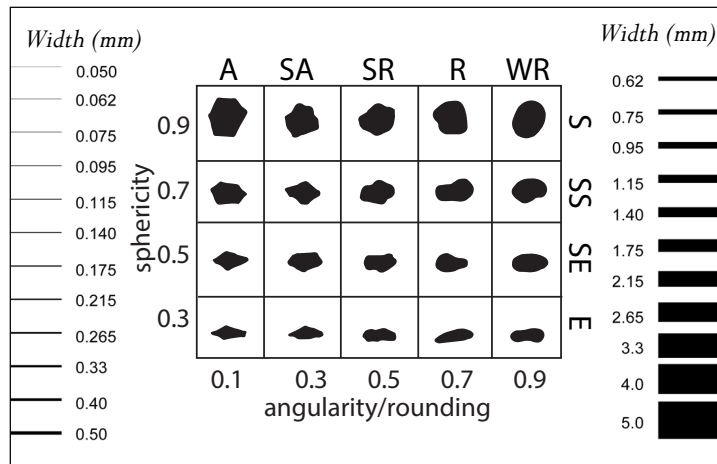 Width (mm)
0.050
0.062
0.075
0.095
0.115
0.140
0.175
0.215
0.265
0.33
0.40
0.50
A SA SR R WR
sphericity
0.9
0.7
0.5
0.3
S
SS
SE
E
0.1 0.3 0.5 0.7 0.9
angularity/rounding
Width (mm)
0.62
0.75
0.95
1.15
1.40
1.75
2.15
2.65
3.3
4.0
5.0